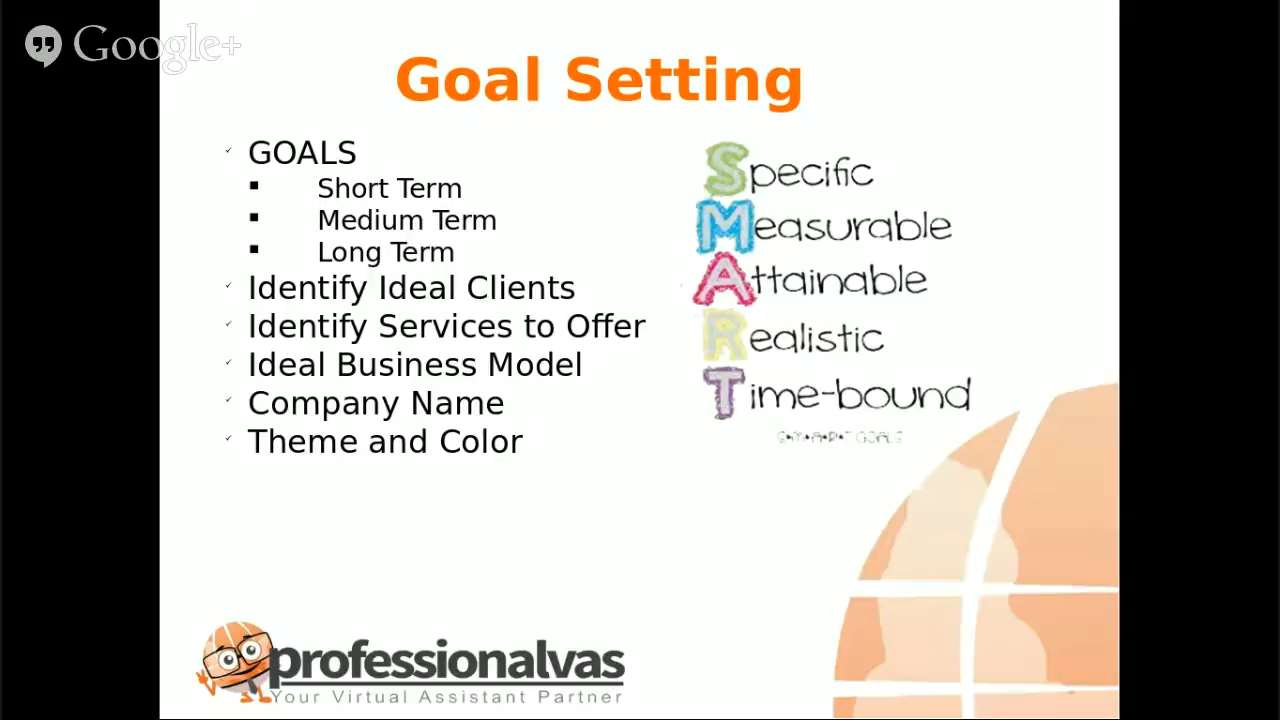 Google+
Goal Setting
GOALS
Short Term
Medium Term
Long Term
Identify Ideal Clients
Identify Services to Offer
Ideal Business Model
Company Name
Theme and Color
Specific
Measurable
Attainable
Realistic
Time-bound
S•M•A•R•T GOALS
professionalvas
Your Virtual Assistant Partner